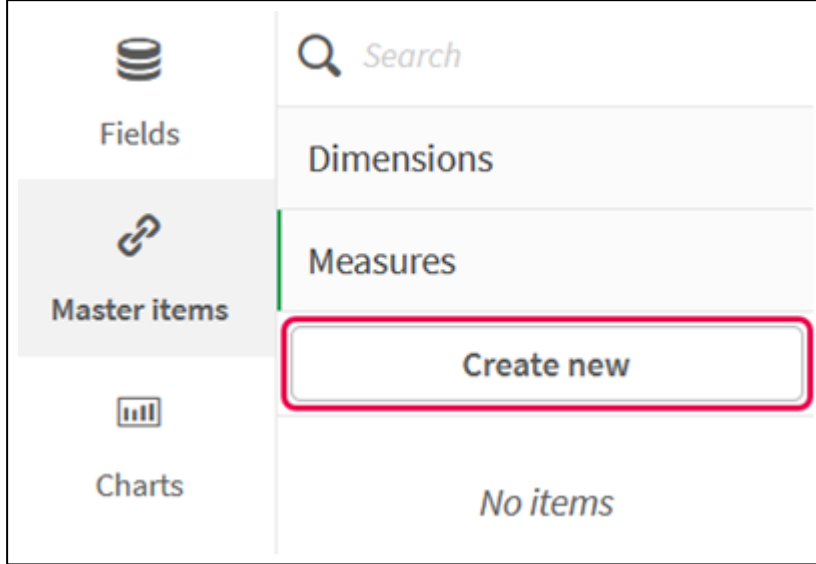 Fields
Master items
Charts
Search
Dimensions
Measures
Create new
No items